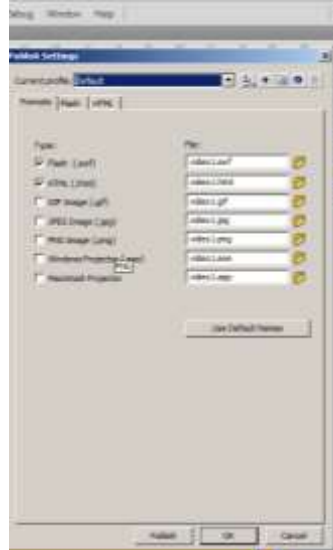 Debug Window Help
Publish Settings
Current profile: Default
Formats Flash HTML
Type: File:
Flash (.swf) video1.swf
HTML (.html) video1.html
GIF Image (.gif) video1.gif
JPEG Image (.jpg) video1.jpg
PNG Image (.png) video1.png
Windows Projector (.exe) video1.exe
Macintosh Projector video1.app
Use Default Names
Publish OK Cancel